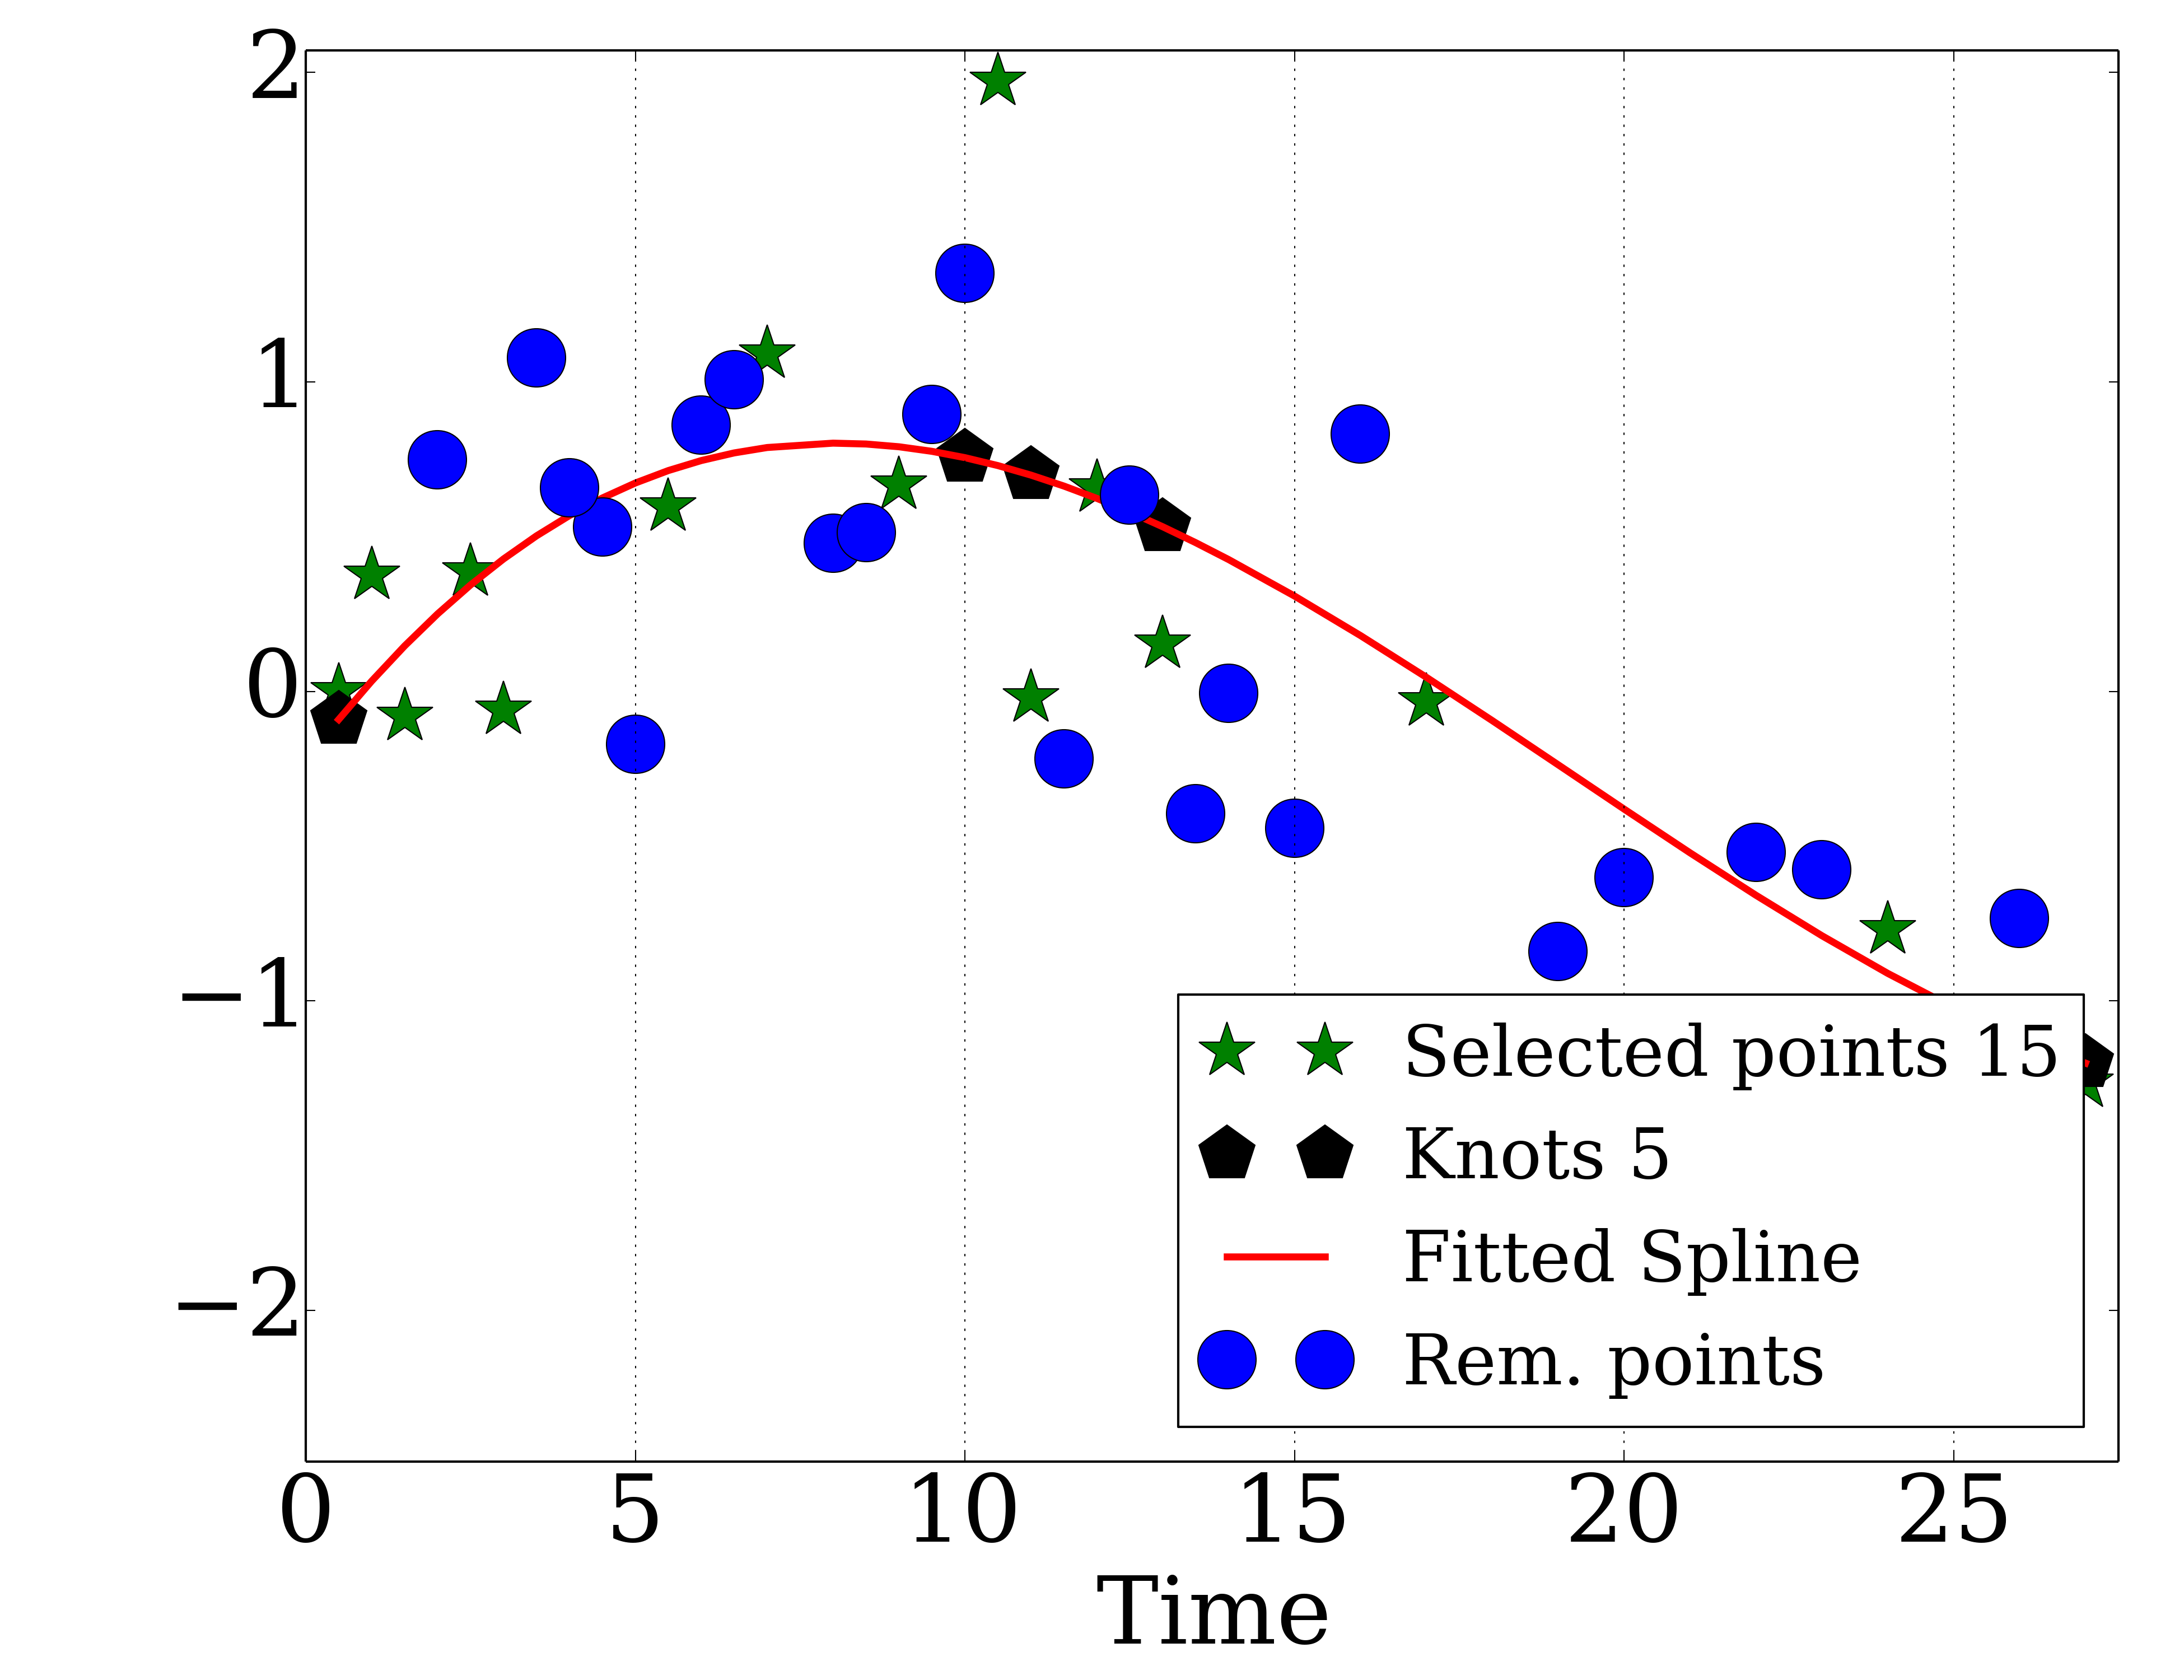 2
1
0
−1
−2
Selected points 15
Knots 5
Fitted Spline
Rem. points
0 5 10 15 20 25
Time